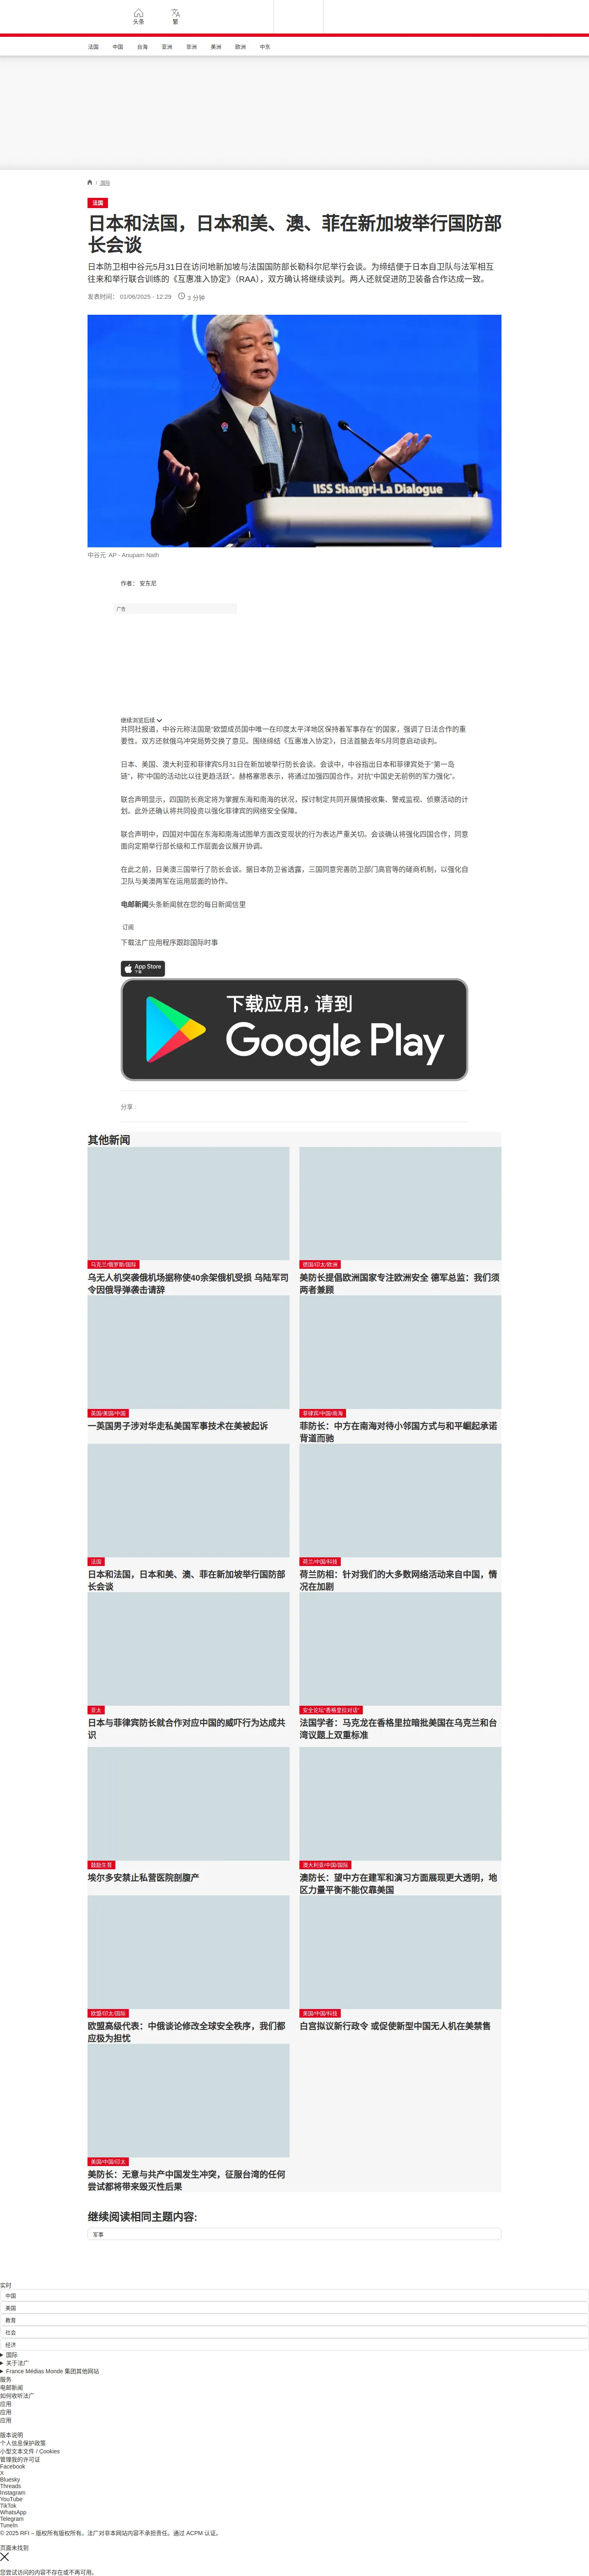 头条
繁
法国
中国
台海
亚洲
非洲
美洲
欧洲
中东
/ 国际
法国
日本和法国，日本和美、澳、菲在新加坡举行国防部
长会谈
日本防卫相中谷元5月31日在访问地新加坡与法国国防部长勒科尔尼举行会谈。为缔结便于日本自卫队与法军相互
往来和举行联合训练的《互惠准入协定》（RAA），双方确认将继续谈判。两人还就促进防卫装备合作达成一致。
发表时间： 01/06/2025 - 12:29
3 分钟
IISS Shangri-La Dialogue
中谷元 AP - Anupam Nath
作者： 安东尼
广告
继续浏览后续
共同社报道，中谷元称法国是“欧盟成员国中唯一在印度太平洋地区保持着军事存在”的国家，强调了日法合作的重
要性。双方还就俄乌冲突局势交换了意见。围绕缔结《互惠准入协定》，日法首脑去年5月同意启动谈判。
日本、美国、澳大利亚和菲律宾5月31日在新加坡举行防长会谈。会谈中，中谷指出日本和菲律宾处于“第一岛
链”，称“中国的活动比以往更趋活跃”。赫格塞思表示，将通过加强四国合作，对抗“中国史无前例的军力强化”。
联合声明显示，四国防长商定将为掌握东海和南海的状况，探讨制定共同开展情报收集、警戒监视、侦察活动的计
划。此外还确认将共同投资以强化菲律宾的网络安全保障。
联合声明中，四国对中国在东海和南海试图单方面改变现状的行为表达严重关切。会谈确认将强化四国合作，同意
面向定期举行部长级和工作层面会议展开协调。
在此之前，日美澳三国举行了防长会谈。据日本防卫省透露，三国同意完善防卫部门高官等的磋商机制，以强化自
卫队与美澳两军在运用层面的协作。
电邮新闻头条新闻就在您的每日新闻信里
订阅
下载法广应用程序跟踪国际时事
App Store
下载
下载应用，请到
Google Play
分享 :
其他新闻
乌克兰/俄罗斯/国际
乌无人机突袭俄机场据称使40余架俄机受损 乌陆军司
令因俄导弹袭击请辞
德国/印太/欧洲
美防长提倡欧洲国家专注欧洲安全 德军总监：我们须
两者兼顾
英国/美国/中国
一英国男子涉对华走私美国军事技术在美被起诉
菲律宾/中国/南海
菲防长：中方在南海对待小邻国方式与和平崛起承诺
背道而驰
法国
日本和法国，日本和美、澳、菲在新加坡举行国防部
长会谈
荷兰/中国/科技
荷兰防相：针对我们的大多数网络活动来自中国，情
况在加剧
亚太
日本与菲律宾防长就合作对应中国的威吓行为达成共
识
安全论坛“香格里拉对话”
法国学者：马克龙在香格里拉暗批美国在乌克兰和台
湾议题上双重标准
鼓励生育
埃尔多安禁止私营医院剖腹产
澳大利亚/中国/国际
澳防长：望中方在建军和演习方面展现更大透明，地
区力量平衡不能仅靠美国
欧盟/印太/国际
欧盟高级代表：中俄谈论修改全球安全秩序，我们都
应极为担忧
美国/中国/科技
白宫拟议新行政令 或促使新型中国无人机在美禁售
美国/中国/印太
美防长：无意与共产中国发生冲突，征服台湾的任何
尝试都将带来毁灭性后果
继续阅读相同主题内容:
军事
实时
中国
美国
教育
社会
经济
国际
关于法广
France Médias Monde 集团其他网站
服务
电邮新闻
如何收听法广
应用
应用
应用
版本说明
个人信息保护政策
小型文本文件 / Cookies
管理我的许可证
Facebook
X
Bluesky
Threads
Instagram
YouTube
TikTok
WhatsApp
Telegram
TuneIn
© 2025 RFI – 版权所有版权所有。法广对非本网站内容不承担责任。通过 ACPM 认证。
页面未找到
您尝试访问的内容不存在或不再可用。